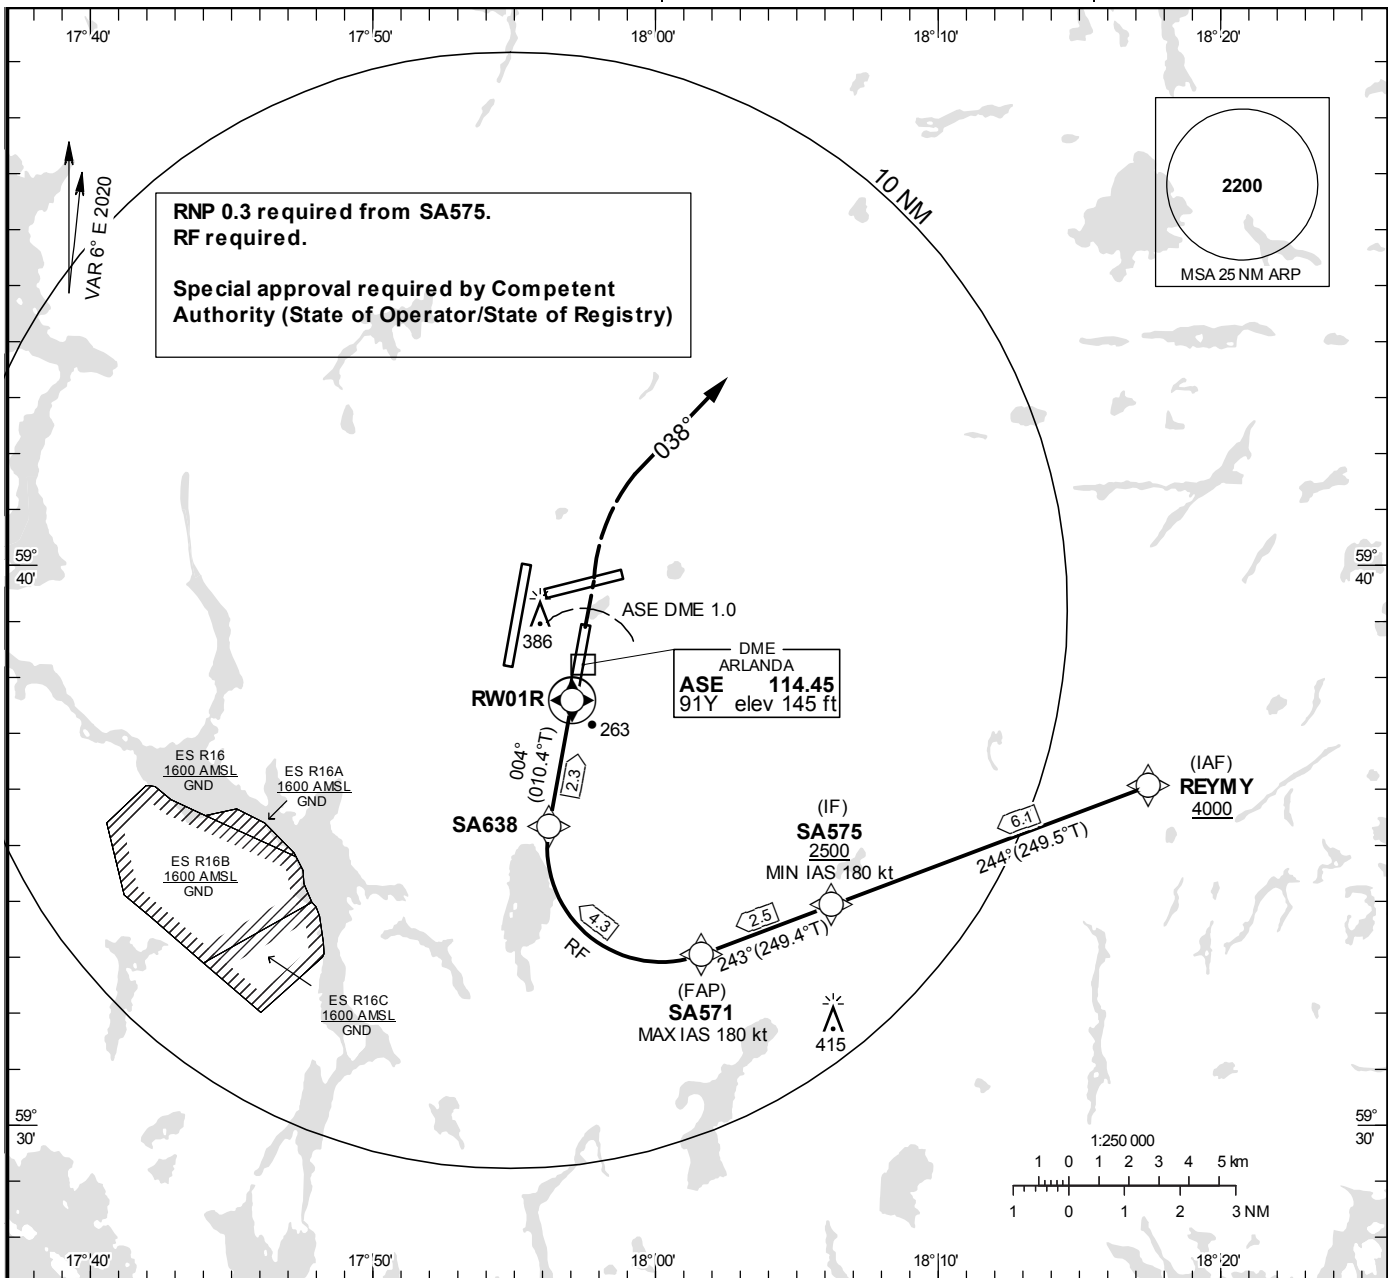 17°40'
17°50'
18°00'
18°10'
18°20'
VAR 6° E 2020
RNP 0.3 required from SA575.
RF required.
Special approval required by Competent
Authority (State of Operator/State of Registry)
10 NM
2200
MSA 25 NM ARP
038°
59°
40'
59°
40'
386
ASE DME 1.0
DME
ARLANDA
ASE 114.45
91Y elev 145 ft
RW01R
263
004°
(010.4°T)
2.3
SA638
ES R16
1600 AMSL
GND
ES R16A
1600 AMSL
GND
ES R16B
1600 AMSL
GND
ES R16C
1600 AMSL
GND
(IAF)
REYMY
4000
6.1
244°(249.5°T)
(IF)
SA575
2500
MIN IAS 180 kt
2.5
243°(249.4°T)
4.3
RF
(FAP)
SA571
MAX IAS 180 kt
415
59°
30'
59°
30'
1:250 000
1 0 1 2 3 4 5 km
1 0 1 2 3 NM
17°40'
17°50'
18°00'
18°10'
18°20'